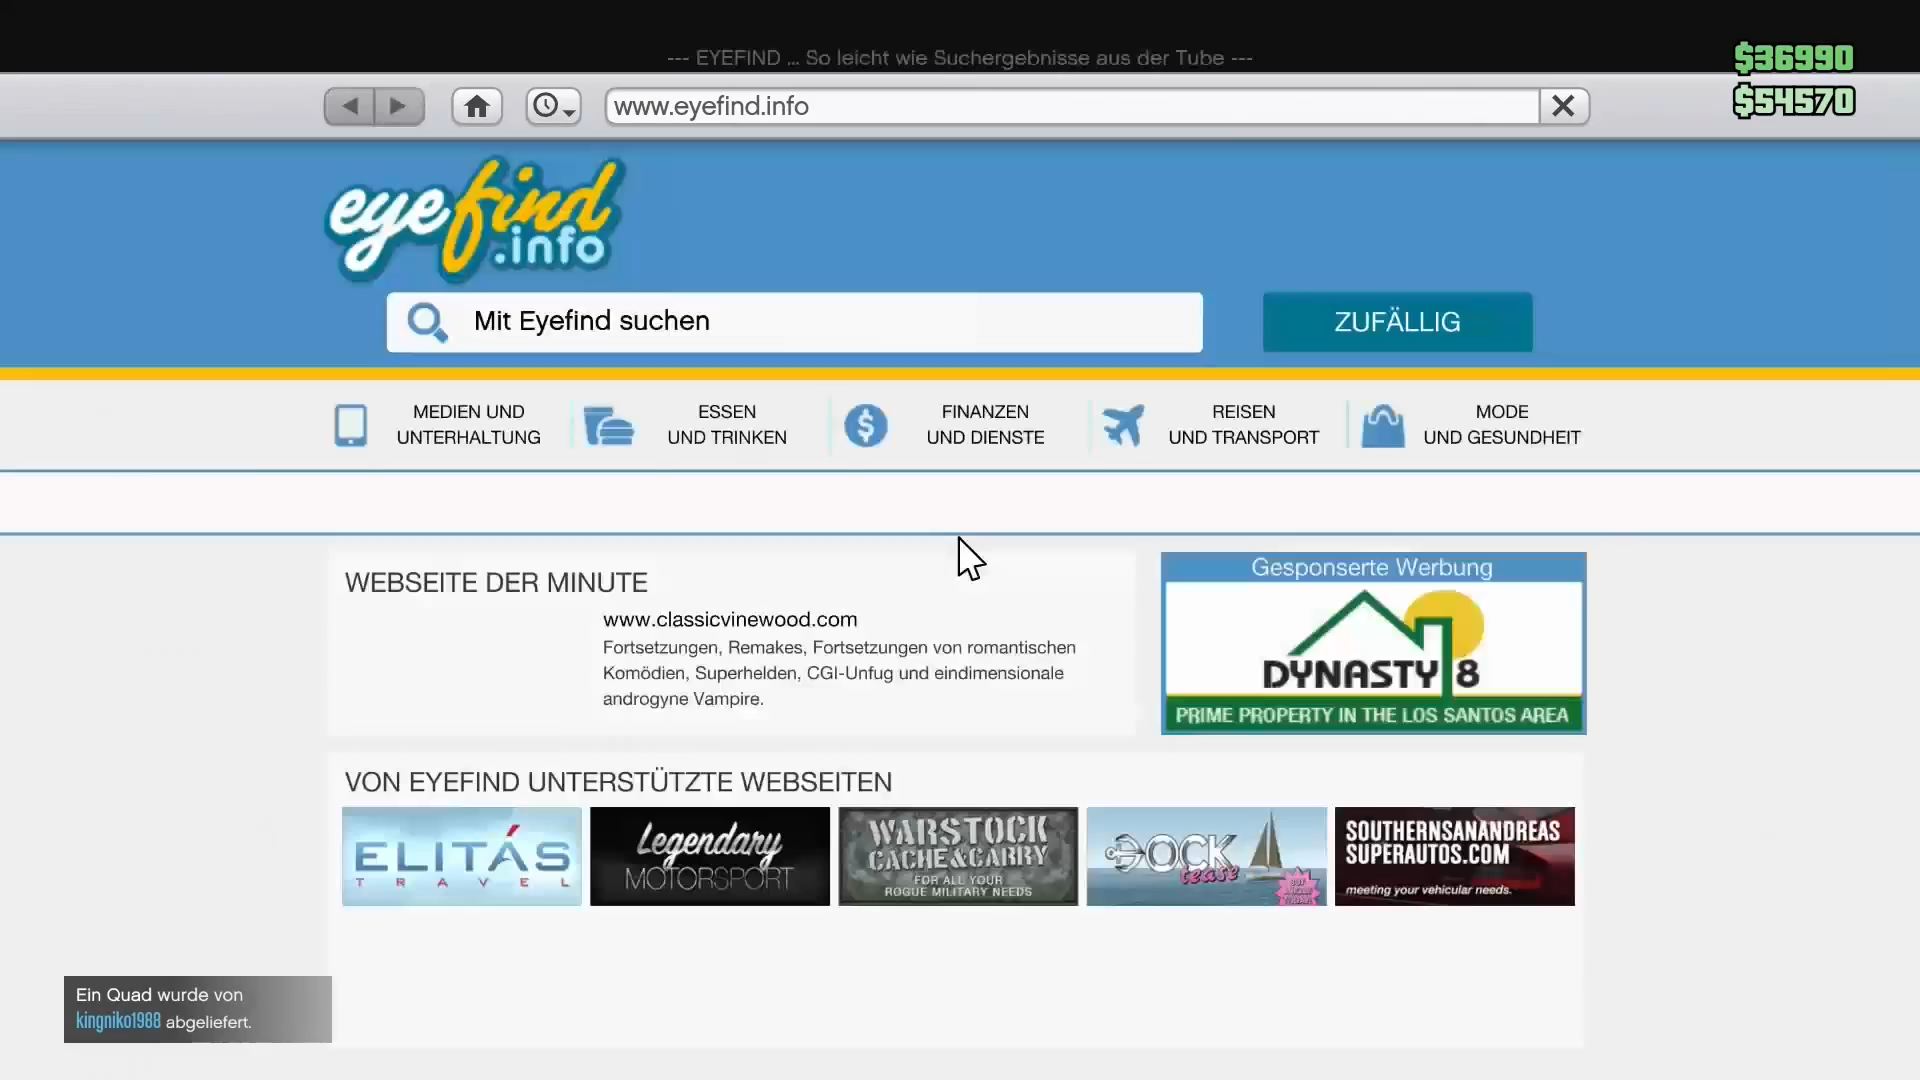 --- EYEFIND ... So leicht wie Suchergebnisse aus der Tube ---
$36990
$54570
www.eyefind.info
eyefind
.info
Mit Eyefind suchen
ZUFÄLLIG
MEDIEN UND
UNTERHALTUNG
ESSEN
UND TRINKEN
FINANZEN
UND DIENSTE
REISEN
UND TRANSPORT
MODE
UND GESUNDHEIT
WEBSEITE DER MINUTE
www.classicvinewood.com
Fortsetzungen, Remakes, Fortsetzungen von romantischen
Komödien, Superhelden, CGI-Unfug und eindimensionale
androgyne Vampire.
Gesponserte Werbung
DYNASTY 8
PRIME PROPERTY IN THE LOS SANTOS AREA
VON EYEFIND UNTERSTÜTZTE WEBSEITEN
ELITÁS
TRAVEL
Legendary
MOTORSPORT
WARSTOCK
CACHE&CARRY
FOR ALL YOUR
ROGUE MILITARY NEEDS
DOCK
tease
SOUTHERNSANANDREAS
SUPERAUTOS.COM
meeting your vehicular needs.
Ein Quad wurde von
kingniko1988 abgeliefert.